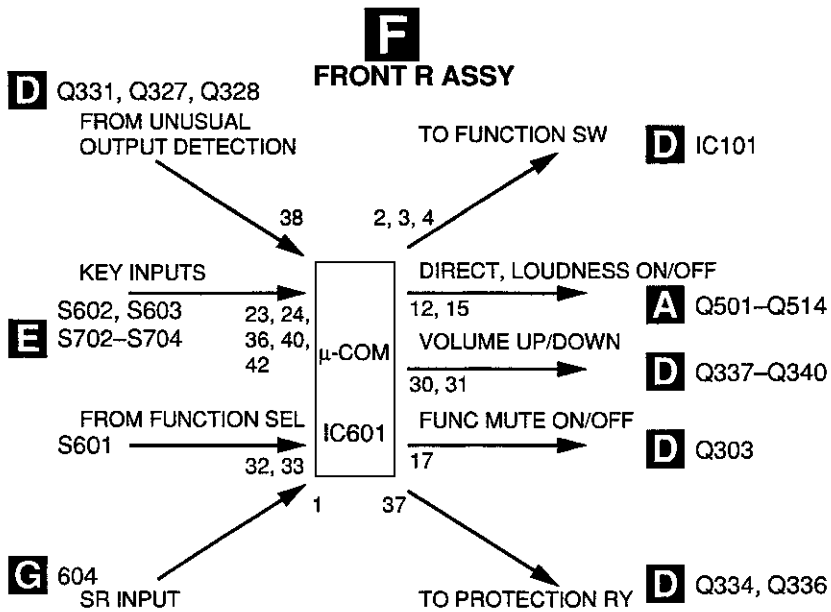 F
FRONT R ASSY
D Q331, Q327, Q328
FROM UNUSUAL
OUTPUT DETECTION
TO FUNCTION SW
D IC101
38
2, 3, 4
KEY INPUTS
S602, S603
E S702–S704
23, 24,
36, 40,
42
DIRECT, LOUDNESS ON/OFF
12, 15
A Q501–Q514
μ-COM
IC601
VOLUME UP/DOWN
30, 31
D Q337–Q340
FROM FUNCTION SEL
S601
32, 33
FUNC MUTE ON/OFF
17
D Q303
1
37
G 604
SR INPUT
TO PROTECTION RY
D Q334, Q336